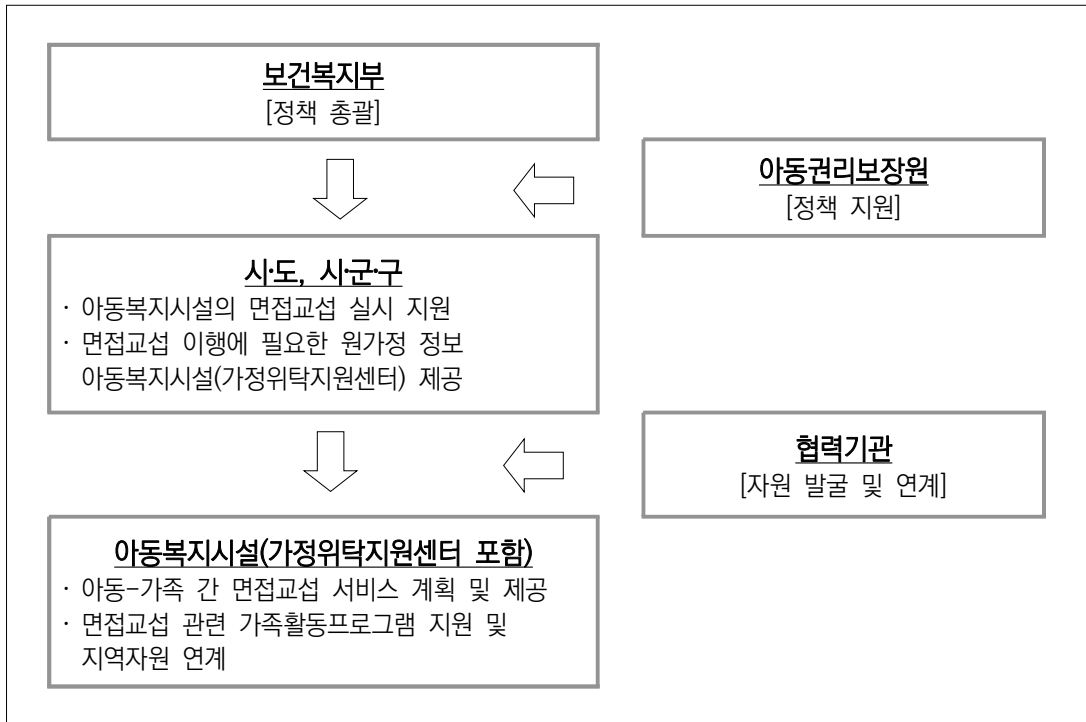 보건복지부
[정책 총괄]
아동권리보장원
[정책 지원]
시·도, 시·군·구
· 아동복지시설의 면접교섭 실시 지원
· 면접교섭 이행에 필요한 원가정 정보
아동복지시설(가정위탁지원센터) 제공
협력기관
[자원 발굴 및 연계]
아동복지시설(가정위탁지원센터 포함)
· 아동-가족 간 면접교섭 서비스 계획 및 제공
· 면접교섭 관련 가족활동프로그램 지원 및
지역자원 연계